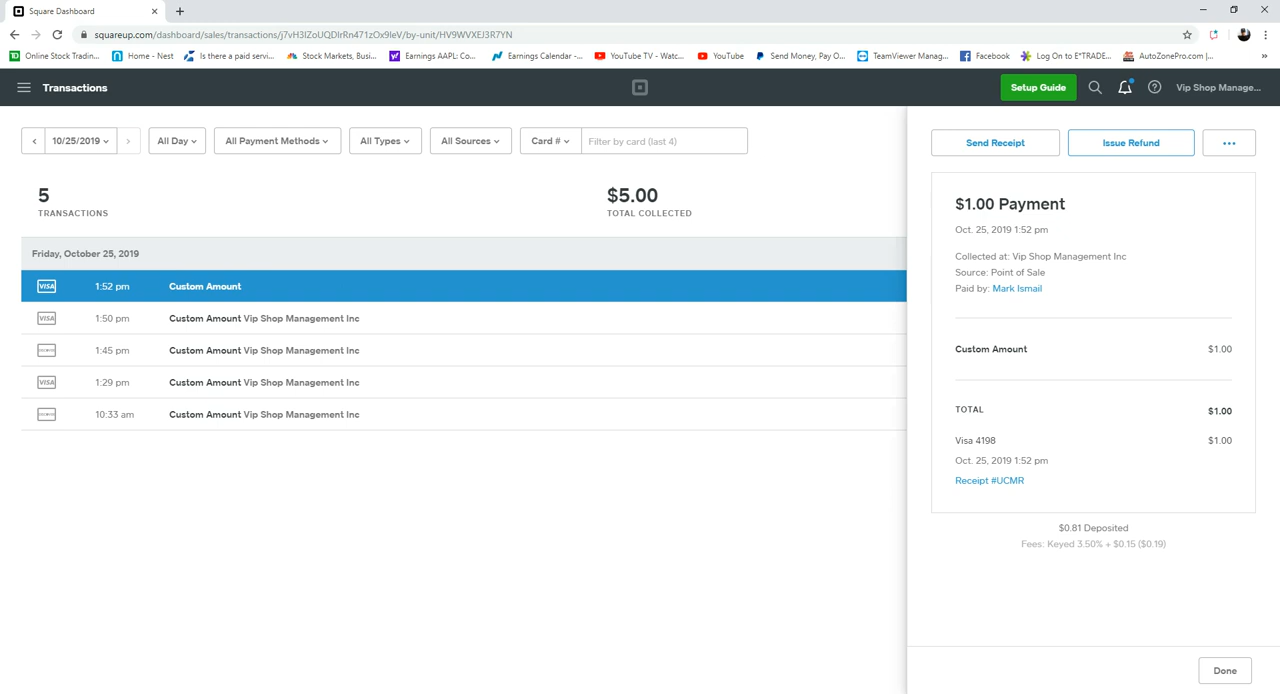 Square Dashboard
squareup.com/dashboard/sales/transactions/j7vH3IZoUQDIrRn471zOx9IeV/by-unit/HV9WVXEJ3R7YN
Online Stock Tradin... Home - Nest Is there a paid servi... Stock Markets, Busi... Earnings AAPL: Co... Earnings Calendar -... YouTube TV - Watc... YouTube Send Money, Pay O... TeamViewer Manag... Facebook Log On to E*TRADE... AutoZonePro.com |... »
Transactions
Setup Guide
Vip Shop Manage...
10/25/2019
All Day
All Payment Methods
All Types
All Sources
Card #
Filter by card (last 4)
5
TRANSACTIONS
$5.00
TOTAL COLLECTED
Friday, October 25, 2019
VISA 1:52 pm Custom Amount
VISA 1:50 pm Custom Amount Vip Shop Management Inc
1:45 pm Custom Amount Vip Shop Management Inc
VISA 1:29 pm Custom Amount Vip Shop Management Inc
10:33 am Custom Amount Vip Shop Management Inc
Send Receipt
Issue Refund
$1.00 Payment
Oct. 25, 2019 1:52 pm
Collected at: Vip Shop Management Inc
Source: Point of Sale
Paid by: Mark Ismail
Custom Amount $1.00
TOTAL $1.00
Visa 4198 $1.00
Oct. 25, 2019 1:52 pm
Receipt #UCMR
$0.81 Deposited
Fees: Keyed 3.50% + $0.15 ($0.19)
Done